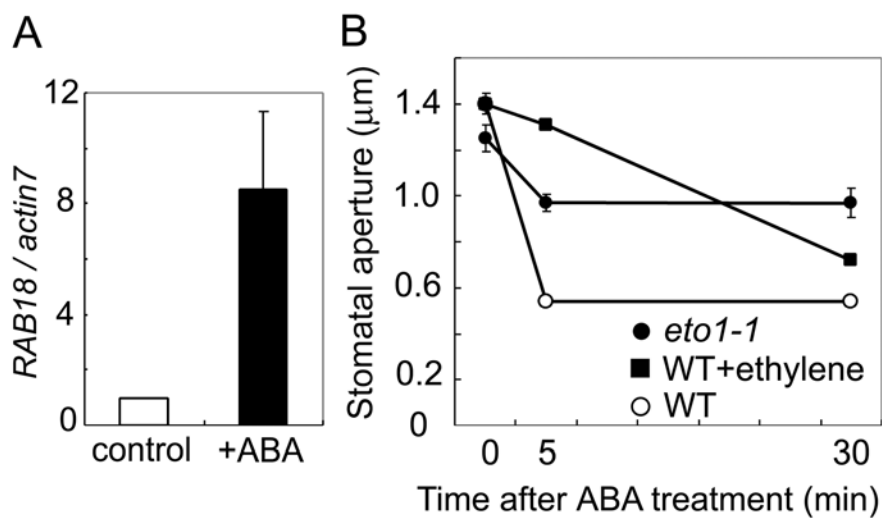 A
RAB18 / actin7
12
8
4
0
control
+ABA
B
Stomatal aperture (μm)
1.4
1.0
0.6
0.2
0
eto1-1
WT+ethylene
WT
0
5
30
Time after ABA treatment (min)